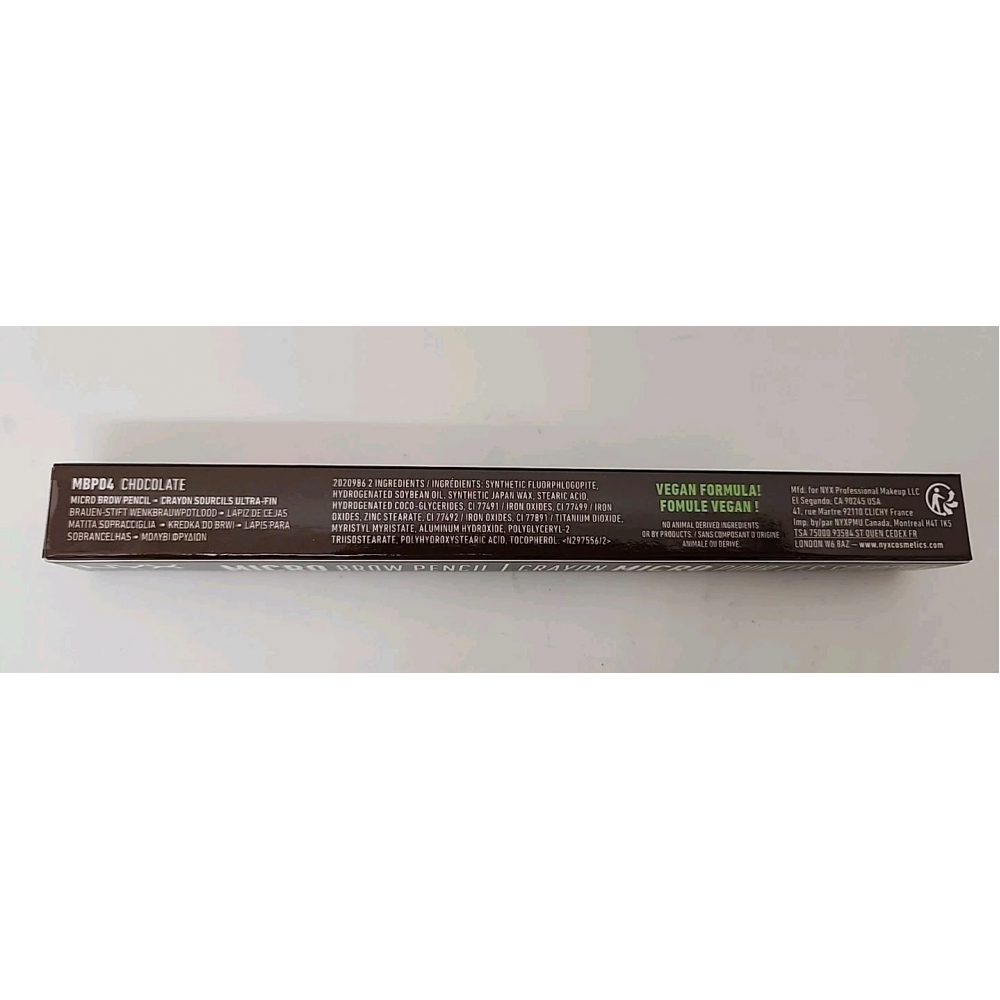 MBP04 CHOCOLATE
MICRO BROW PENCIL • CRAYON SOURCILS ULTRA-FIN
BRAUEN-STIFT WENKBRAUWPOTLOOD • LÁPIZ DE CEJAS
MATITA SOPRACCIGLIA • KREDKA DO BRWI • LÁPIS PARA
SOBRANCELHAS • ΜΟΛΥΒΙ ΦΡΥΔΙΩΝ
2020986 2 INGREDIENTS / INGRÉDIENTS: SYNTHETIC FLUORPHLOGOPITE,
HYDROGENATED SOYBEAN OIL, SYNTHETIC JAPAN WAX, STEARIC ACID,
HYDROGENATED COCO-GLYCERIDES, CI 77491 / IRON OXIDES, CI 77499 / IRON
OXIDES, ZINC STEARATE, CI 77492 / IRON OXIDES, CI 77891 / TITANIUM DIOXIDE,
MYRISTYL MYRISTATE, ALUMINUM HYDROXIDE, POLYGLYCERYL-2
TRIISOSTEARATE, POLYHYDROXYSTEARIC ACID, TOCOPHEROL. <N297556/2>
VEGAN FORMULA!
FOMULE VEGAN !
NO ANIMAL DERIVED INGREDIENTS
OR BY PRODUCTS. / SANS COMPOSANT D'ORIGINE
ANIMALE OU DERIVE.
Mfd. for NYX Professional Makeup LLC
El Segundo, CA 90245 USA
41, rue Martre 92110 CLICHY France
Imp. by/par NYXPMU Canada, Montreal H4T 1K5
TSA 75000 93584 ST OUEN CEDEX FR
LONDON W6 8AZ — www.nyxcosmetics.com
NYX MICRO BROW PENCIL | CRAYON MICRO